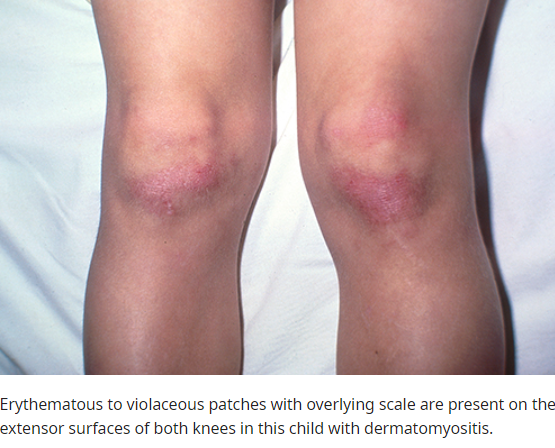 Erythematous to violaceous patches with overlying scale are present on the
extensor surfaces of both knees in this child with dermatomyositis.